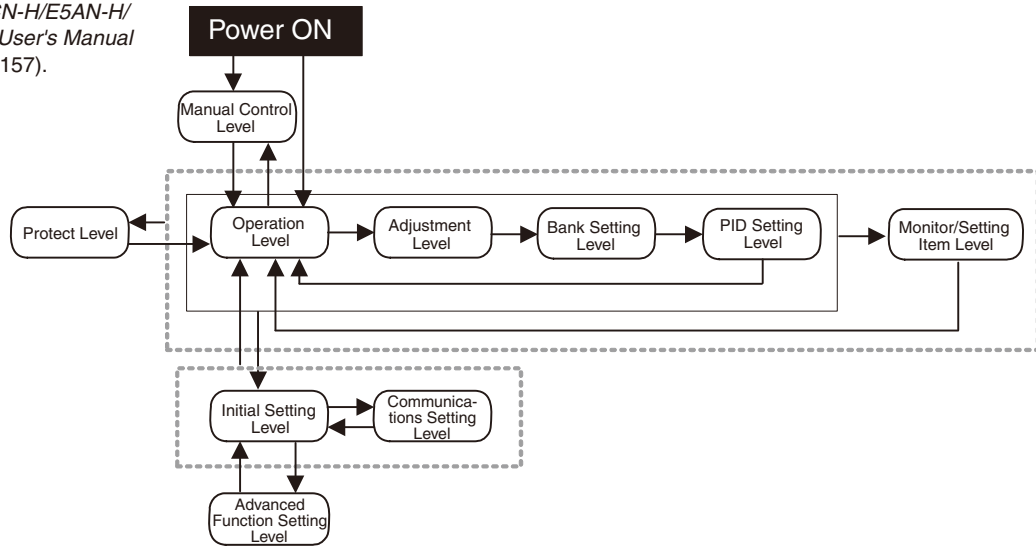 N-H/E5AN-H/
User's Manual
157).
Power ON
Manual Control
Level
Protect Level
Operation
Level
Adjustment
Level
Bank Setting
Level
PID Setting
Level
Monitor/Setting
Item Level
Initial Setting
Level
Communica-
tions Setting
Level
Advanced
Function Setting
Level